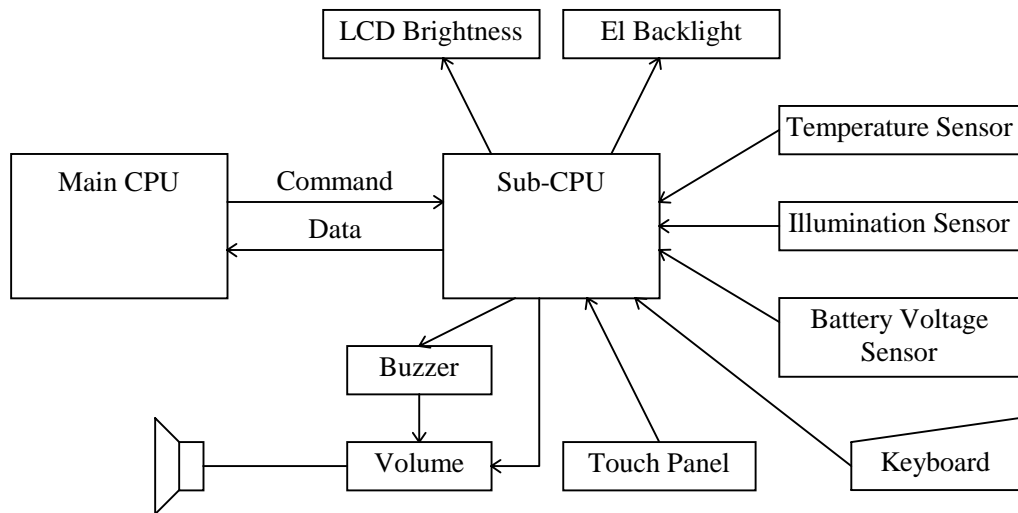 LCD Brightness
El Backlight
Temperature Sensor
Main CPU
Command
Sub-CPU
Data
Illumination Sensor
Battery Voltage
Sensor
Buzzer
Volume
Touch Panel
Keyboard